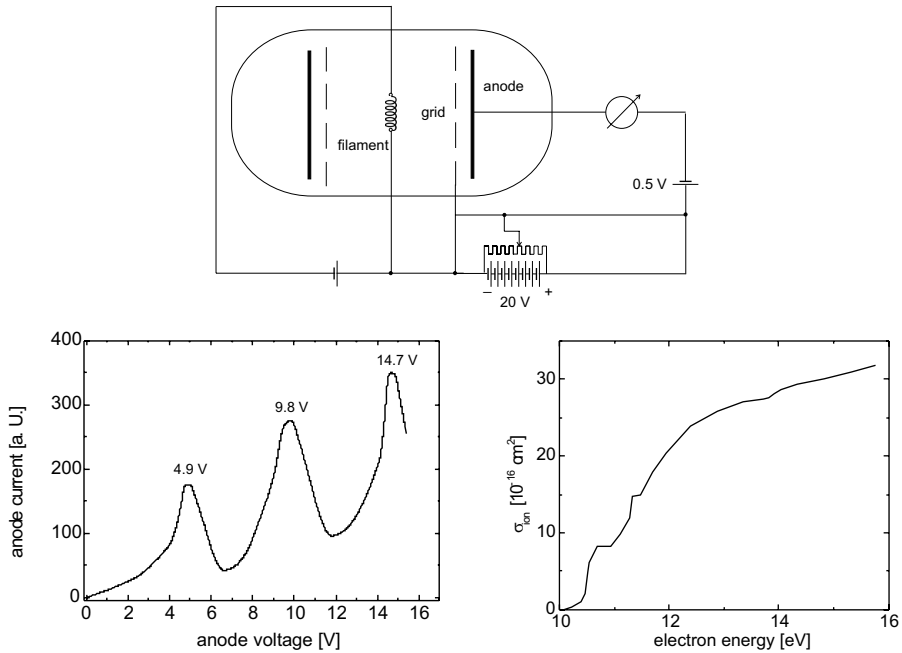 anode
grid
filament
0.5 V
– +
20 V
400
300
200
100
0
4.9 V
9.8 V
14.7 V
0 2 4 6 8 10 12 14 16
anode current [a. U.]
anode voltage [V]
30
20
10
0
10 12 14 16
σion [10⁻¹⁶ cm²]
electron energy [eV]